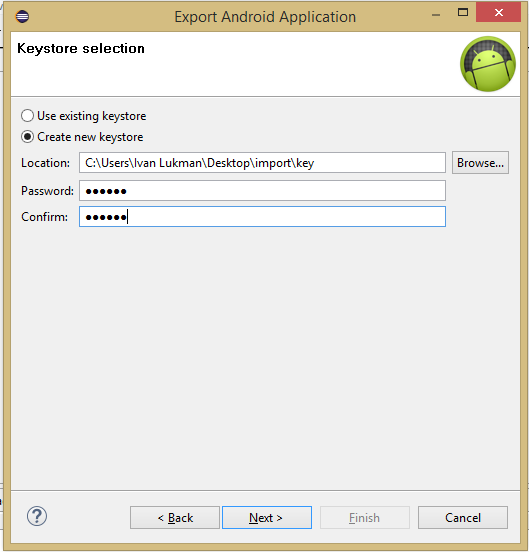 Export Android Application
Keystore selection
Use existing keystore
Create new keystore
Location: C:\Users\Ivan Lukman\Desktop\import\key Browse...
Password: ●●●●●●
Confirm: ●●●●●●
? < Back Next > Finish Cancel